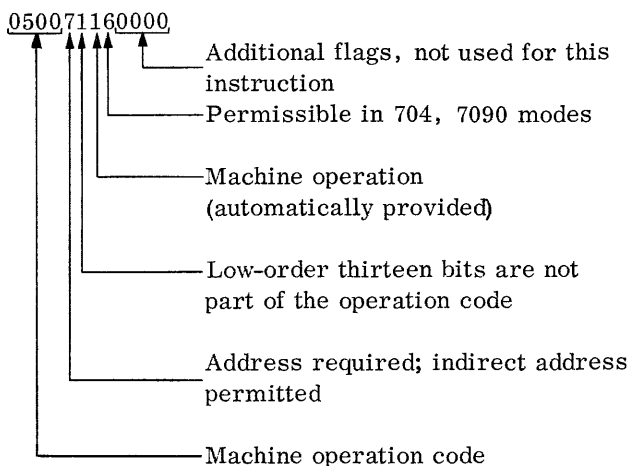 050071160000
Additional flags, not used for this
instruction
Permissible in 704, 7090 modes
Machine operation
(automatically provided)
Low-order thirteen bits are not
part of the operation code
Address required; indirect address
permitted
Machine operation code